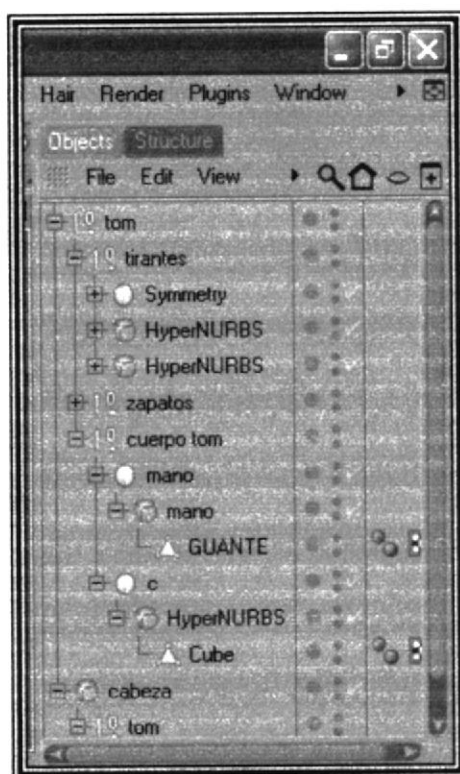 Hair Render Plugins Window
Objects Structure
File Edit View
tom
tirantes
Symmetry
HyperNURBS
HyperNURBS
zapatos
cuerpo tom
mano
mano
GUANTE
c
HyperNURBS
Cube
cabeza
tom